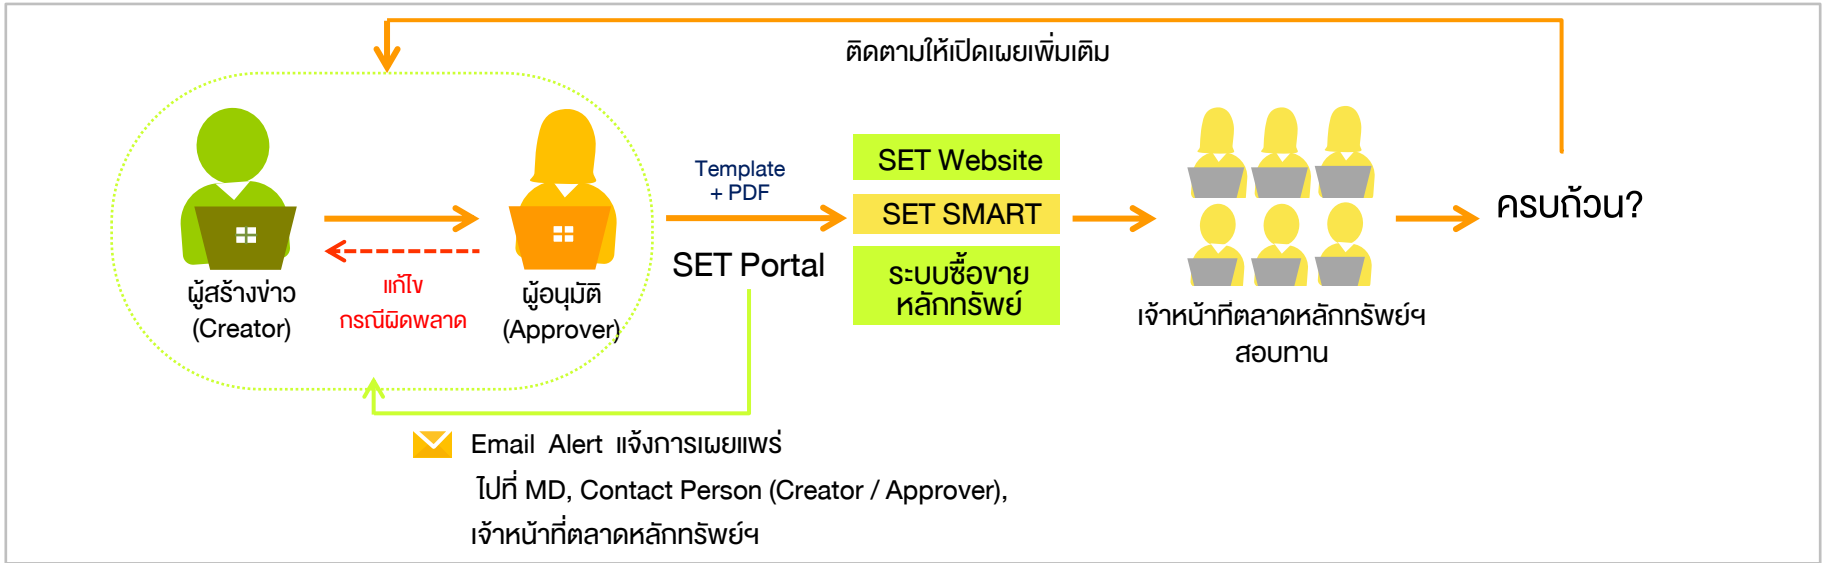 ติดตามให้เปิดเผยเพิ่มเติม
ผู้สร้างข่าว
(Creator)
แก้ไข
กรณีผิดพลาด
ผู้อนุมัติ
(Approver)
Template
+ PDF
SET Portal
SET Website
SET SMART
ระบบซื้อขาย
หลักทรัพย์
เจ้าหน้าที่ตลาดหลักทรัพย์ฯ
สอบทาน
ครบถ้วน?
Email Alert แจ้งการเผยแพร่
ไปที่ MD, Contact Person (Creator / Approver),
เจ้าหน้าที่ตลาดหลักทรัพย์ฯ